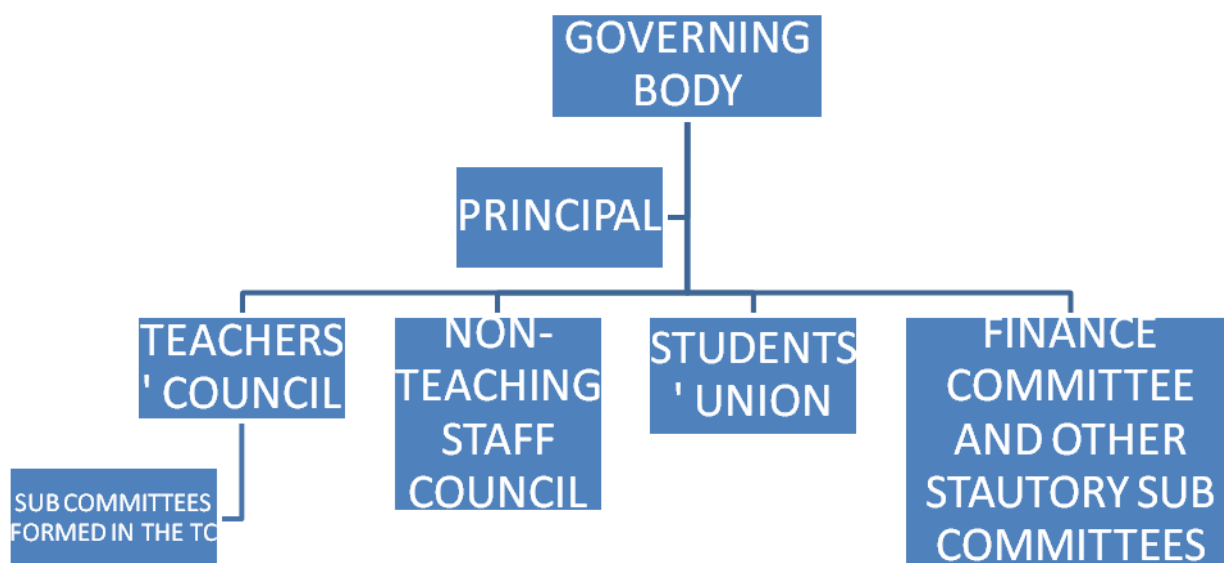 GOVERNING
BODY
PRINCIPAL
TEACHERS
' COUNCIL
NON-
TEACHING
STAFF
COUNCIL
STUDENTS
' UNION
FINANCE
COMMITTEE
AND OTHER
STAUTORY SUB
COMMITTEES
SUB COMMITTEES
FORMED IN THE TC